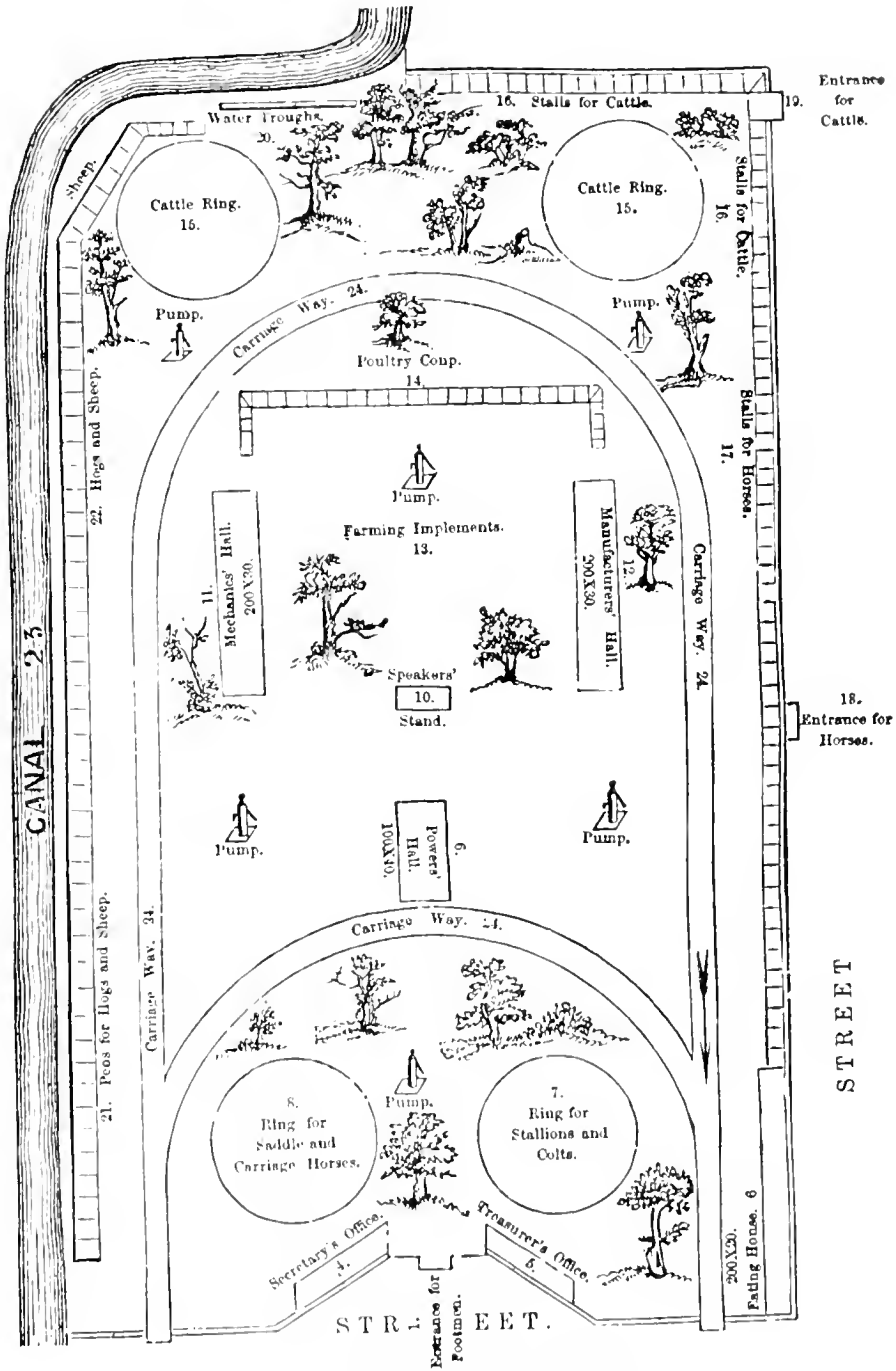 Entrance
for
Cattle.
19.
16. Stalls for Cattle.
Water Troughs.
20.
Sheep.
Cattle Ring.
15.
Cattle Ring.
15.
Stalls for Cattle.
16.
Pump.
Pump.
Carriage Way. 24.
Poultry Coop.
14.
22. Hogs and Sheep.
Stalls for Horses.
17.
Pump.
Farming Implements.
13.
11.
Mechanics' Hall.
200X30.
12.
Manufacturers' Hall.
200X30.
Carriage Way. 24.
Speakers'
10.
Stand.
18.
Entrance for
Horses.
CANAL 23
Pump.
Pump.
6.
Powers'
Hall.
100X40.
Carriage Way. 24.
Carriage Way. 24.
21. Pens for Hogs and Sheep.
STREET
Pump.
8.
Ring for
Saddle and
Carriage Horses.
7.
Ring for
Stallions and
Colts.
Secretary's Office.
4.
Treasurer's Office.
5.
200X20.
Eating House. 6
STREET.
1.
Entrance for
Footmen.